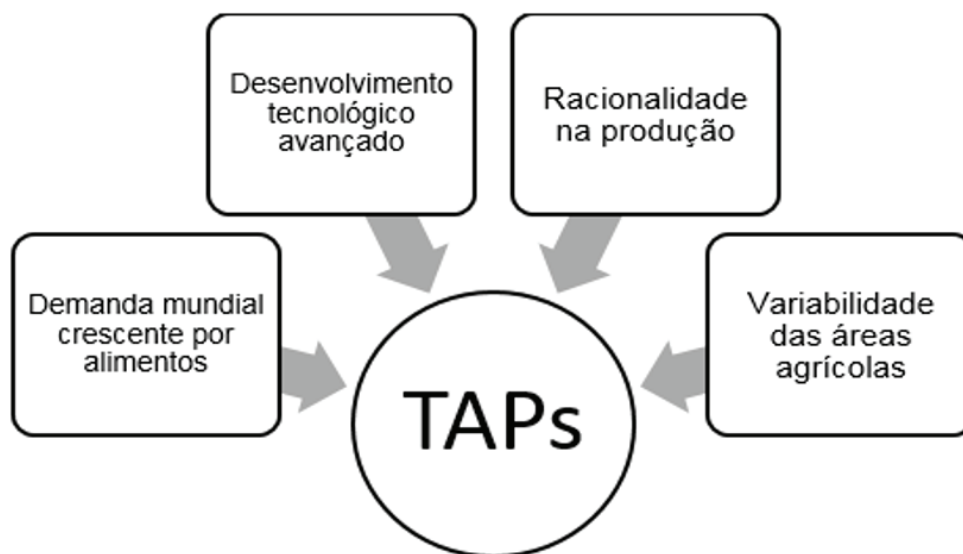 Desenvolvimento
tecnológico
avançado
Racionalidade
na produção
Demanda mundial
crescente por
alimentos
Variabilidade
das áreas
agrícolas
TAPs